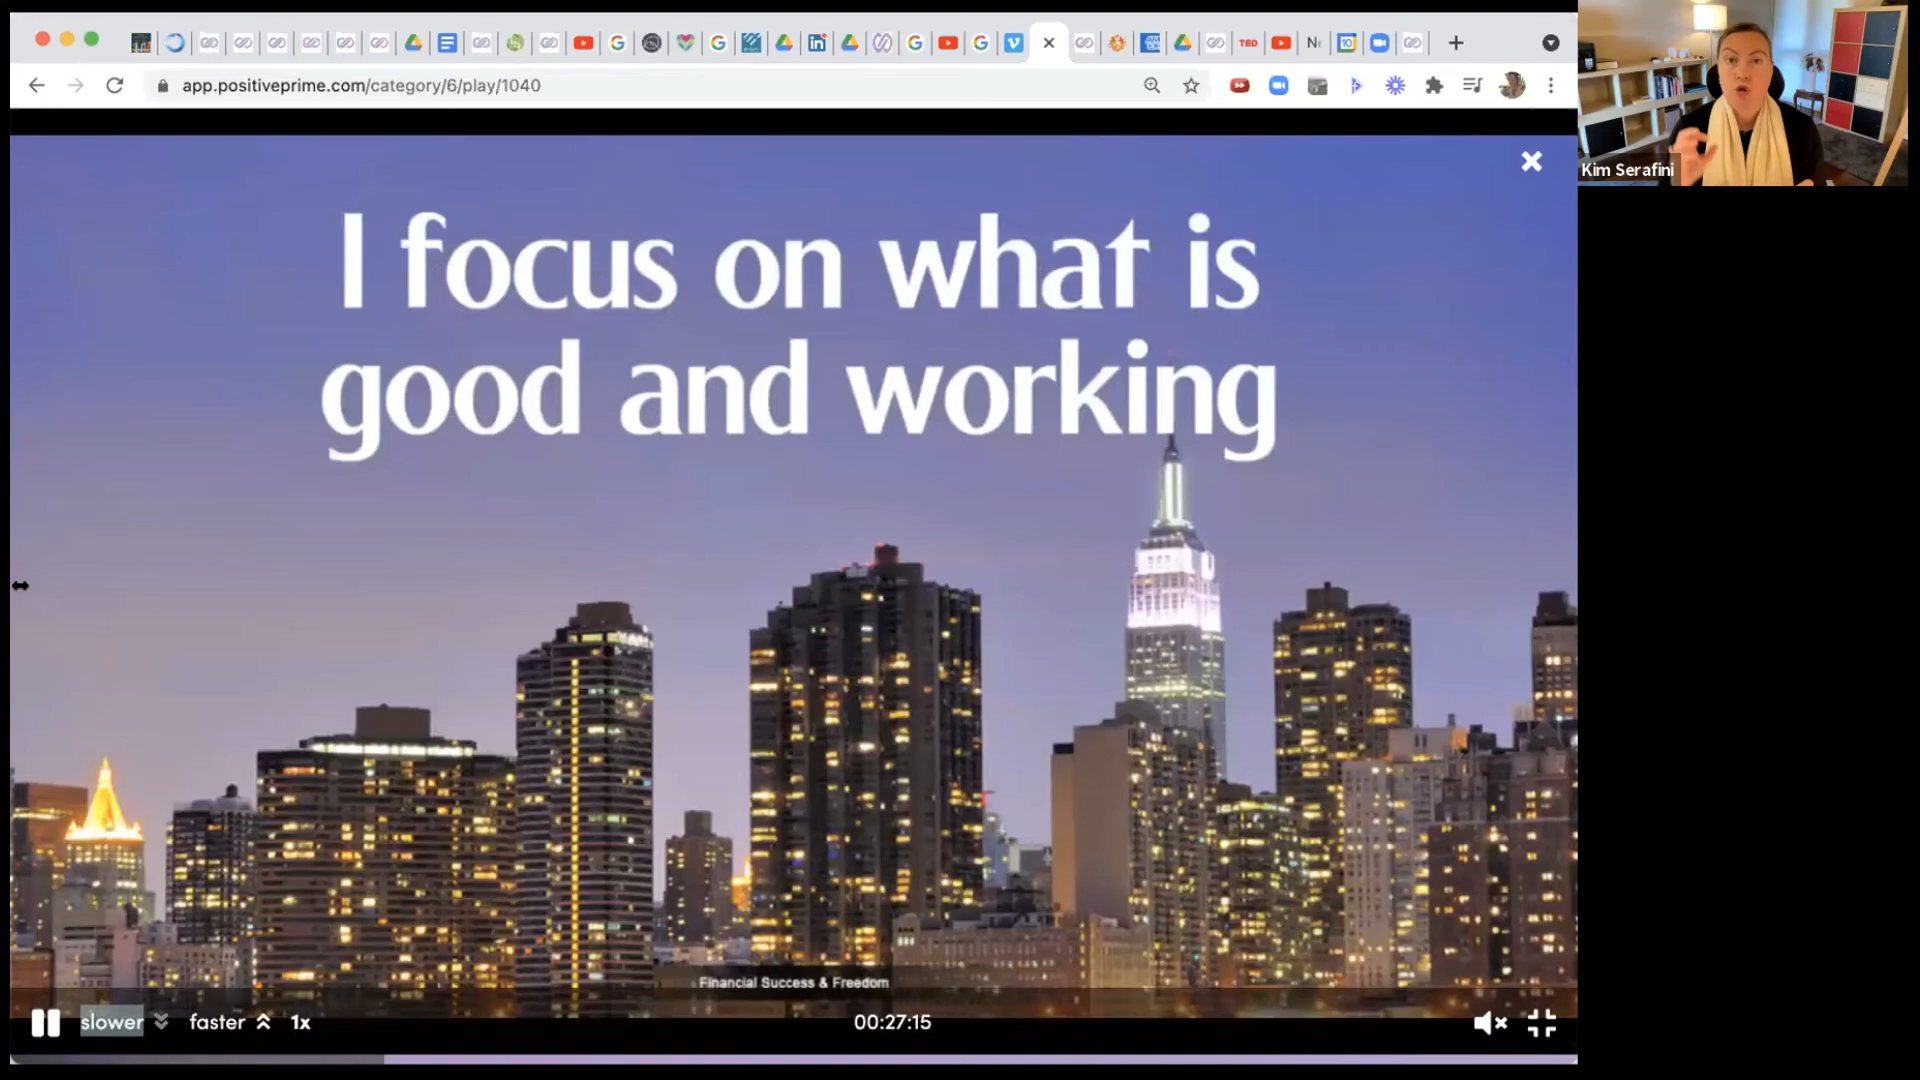 app.positiveprime.com/category/6/play/1040
Kim Serafini
I focus on what is
good and working
Financial Success & Freedom
slower faster 1x 00:27:15